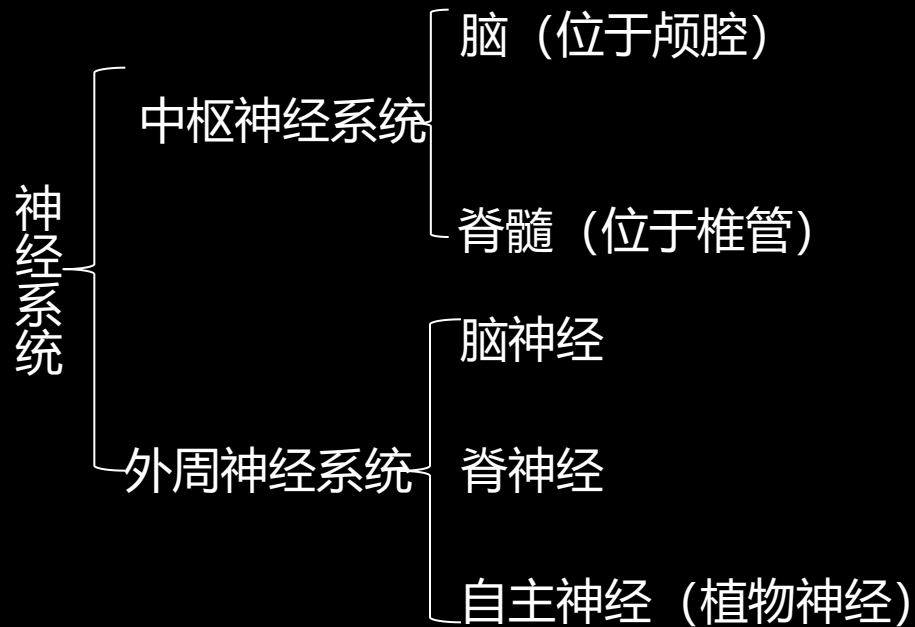 神经系统
中枢神经系统
脑（位于颅腔）
脊髓（位于椎管）
外周神经系统
脑神经
脊神经
自主神经（植物神经）